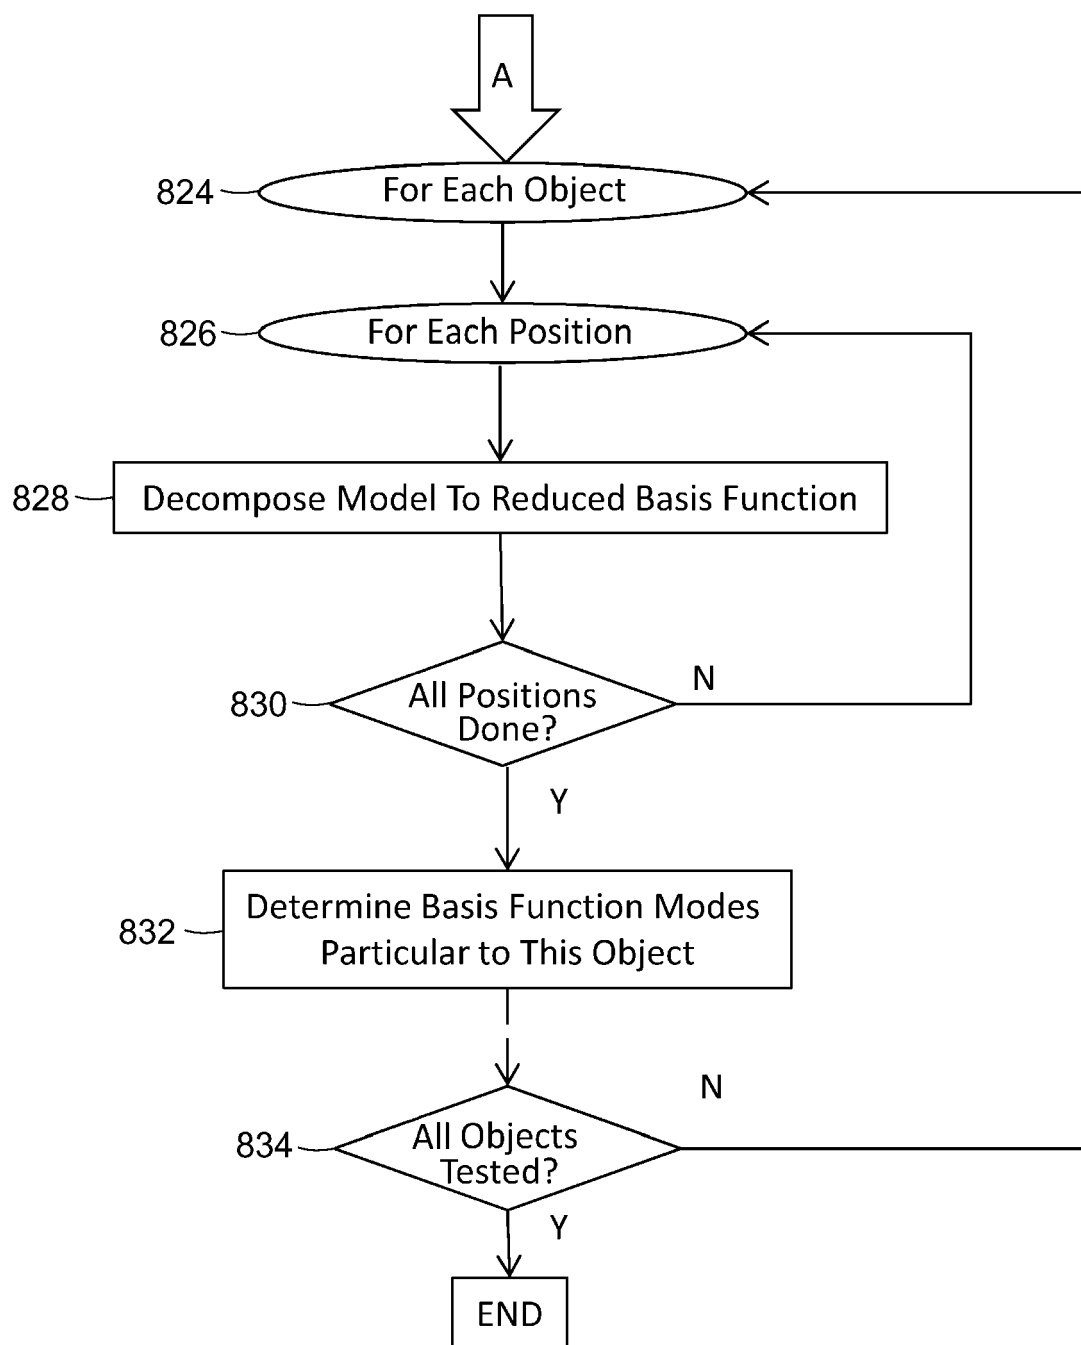 A
824
For Each Object
826
For Each Position
828
Decompose Model To Reduced Basis Function
830
All Positions
Done?
N
Y
832
Determine Basis Function Modes
Particular to This Object
N
834
All Objects
Tested?
Y
END